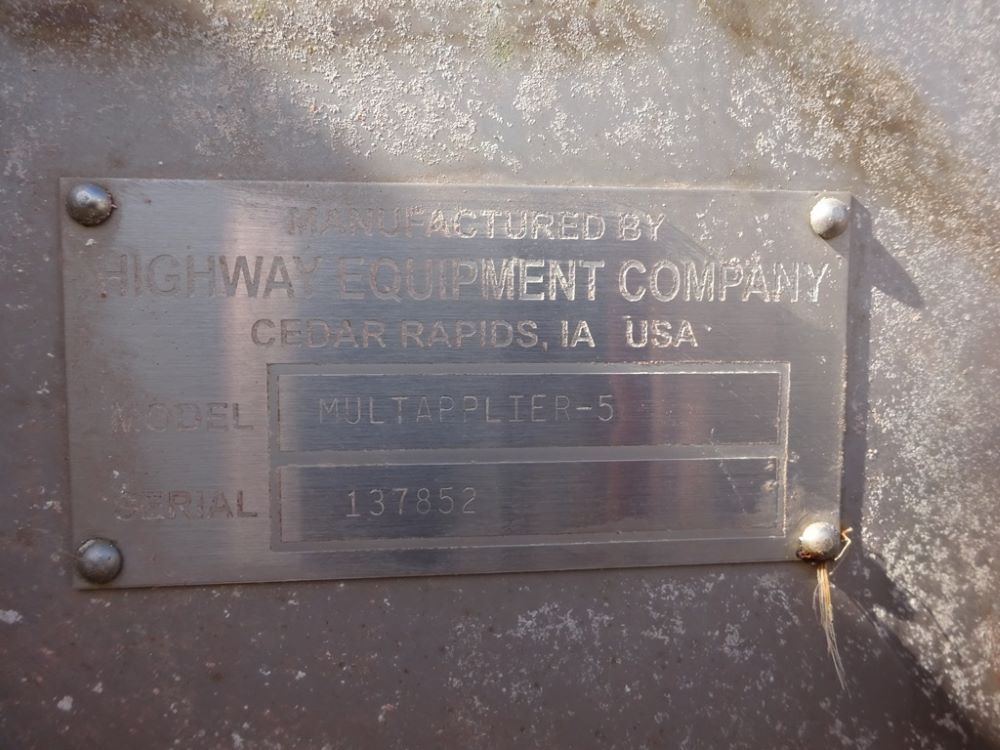 MANUFACTURED BY
HIGHWAY EQUIPMENT COMPANY
CEDAR RAPIDS, IA USA
MODEL MULTAPPLIER-5
SERIAL 137852